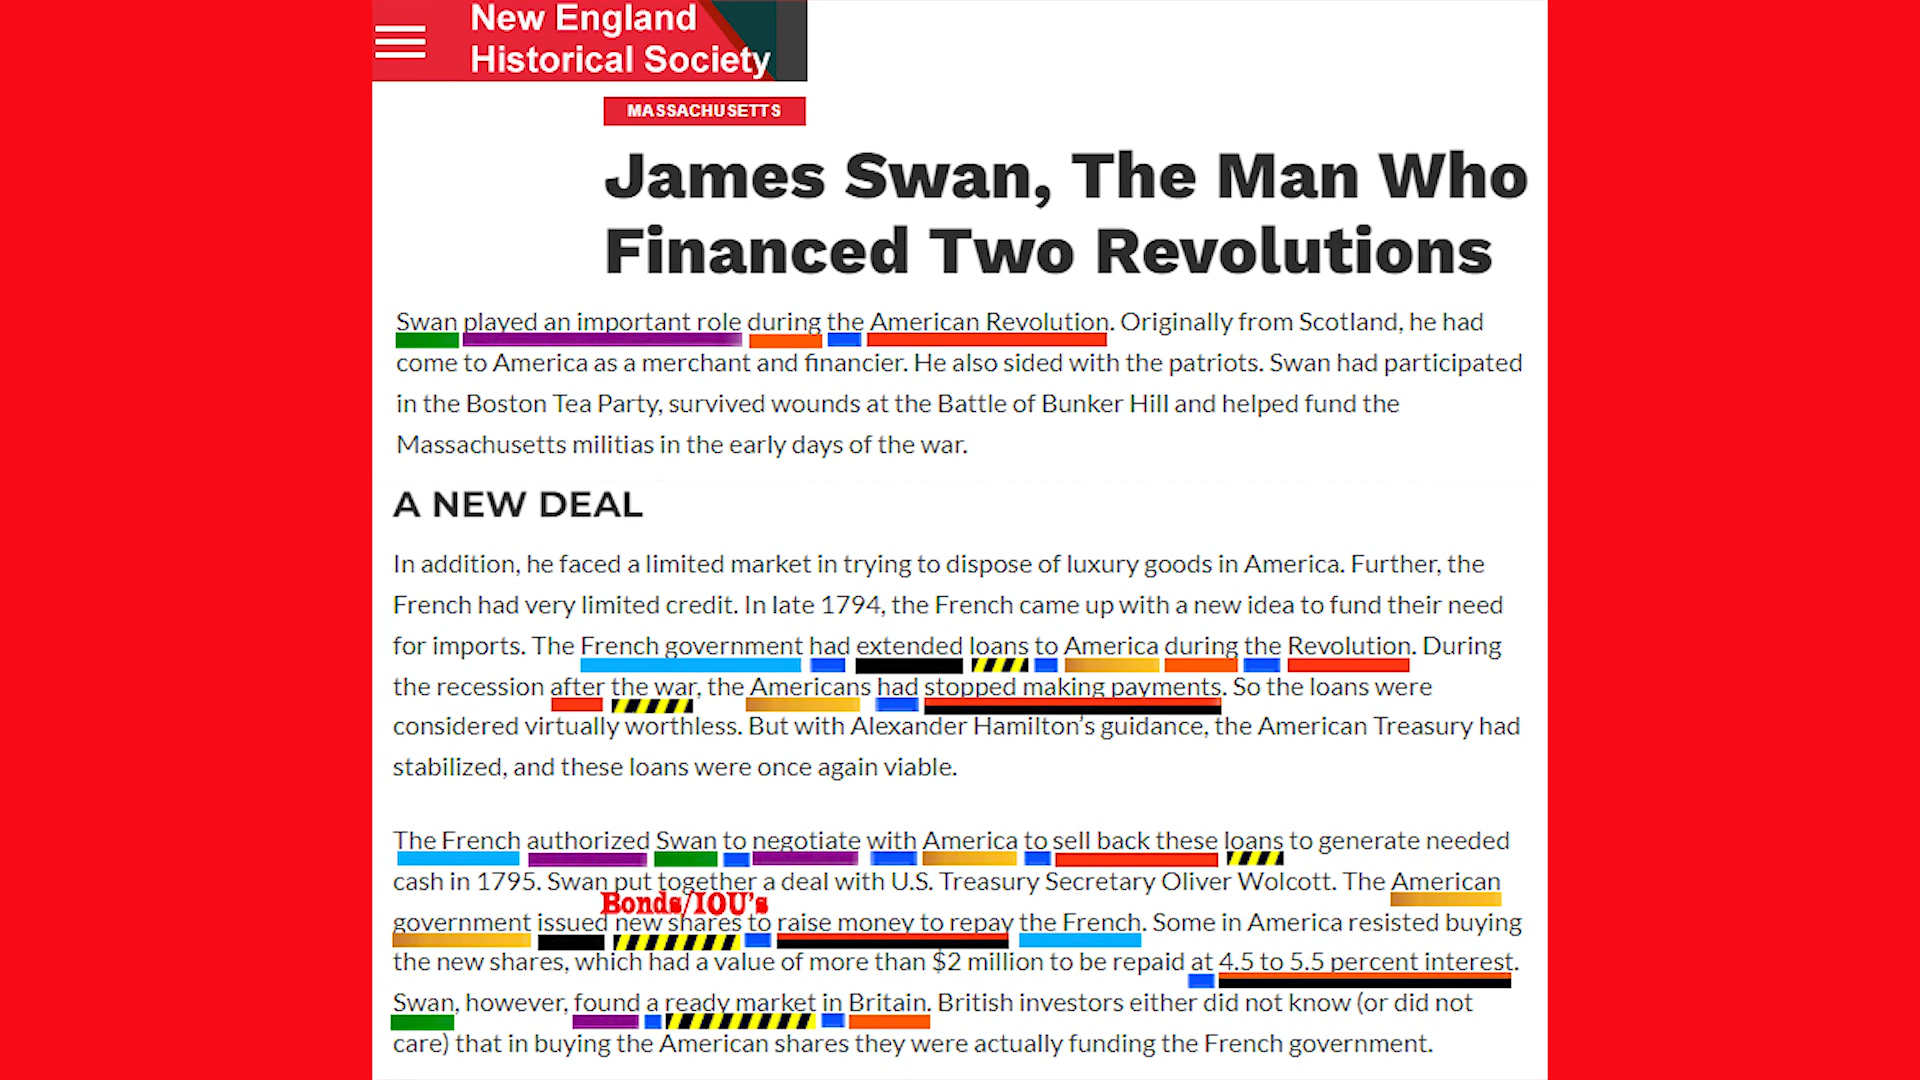 New England
Historical Society
MASSACHUSETTS
James Swan, The Man Who
Financed Two Revolutions
Swan played an important role during the American Revolution. Originally from Scotland, he had
come to America as a merchant and financier. He also sided with the patriots. Swan had participated
in the Boston Tea Party, survived wounds at the Battle of Bunker Hill and helped fund the
Massachusetts militias in the early days of the war.
A NEW DEAL
In addition, he faced a limited market in trying to dispose of luxury goods in America. Further, the
French had very limited credit. In late 1794, the French came up with a new idea to fund their need
for imports. The French government had extended loans to America during the Revolution. During
the recession after the war, the Americans had stopped making payments. So the loans were
considered virtually worthless. But with Alexander Hamilton's guidance, the American Treasury had
stabilized, and these loans were once again viable.
The French authorized Swan to negotiate with America to sell back these loans to generate needed
cash in 1795. Swan put together a deal with U.S. Treasury Secretary Oliver Wolcott. The American
Bonds/IOU's
government issued new shares to raise money to repay the French. Some in America resisted buying
the new shares, which had a value of more than $2 million to be repaid at 4.5 to 5.5 percent interest.
Swan, however, found a ready market in Britain. British investors either did not know (or did not
care) that in buying the American shares they were actually funding the French government.